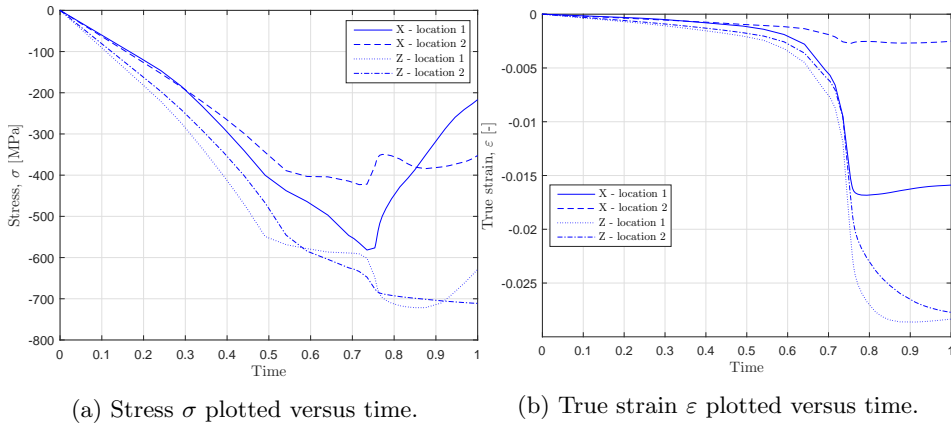 0
-100
-200
-300
-400
-500
-600
-700
-800
Stress, σ [MPa]
X - location 1
X - location 2
Z - location 1
Z - location 2
0 0.1 0.2 0.3 0.4 0.5 0.6 0.7 0.8 0.9 1
Time
(a) Stress σ plotted versus time.
0
-0.005
-0.01
-0.015
-0.02
-0.025
True strain, ε [-]
X - location 1
X - location 2
Z - location 1
Z - location 2
0 0.1 0.2 0.3 0.4 0.5 0.6 0.7 0.8 0.9 1
Time
(b) True strain ε plotted versus time.